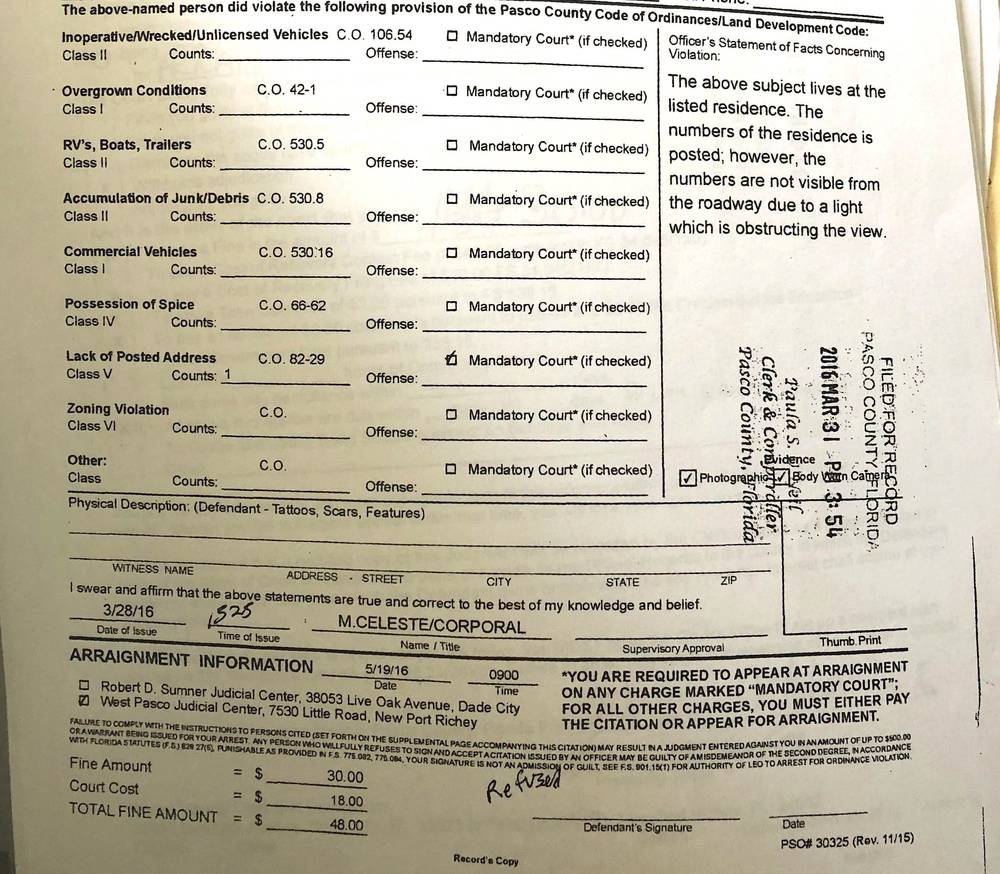 The above-named person did violate the following provision of the Pasco County Code of Ordinances/Land Development Code:
Inoperative/Wrecked/Unlicensed Vehicles C.O. 106.54 Mandatory Court* (if checked)
Class II Counts: Offense:
Overgrown Conditions C.O. 42-1 Mandatory Court* (if checked)
Class I Counts: Offense:
RV's, Boats, Trailers C.O. 530.5 Mandatory Court* (if checked)
Class II Counts: Offense:
Accumulation of Junk/Debris C.O. 530.8 Mandatory Court* (if checked)
Class II Counts: Offense:
Commercial Vehicles C.O. 530.16 Mandatory Court* (if checked)
Class I Counts: Offense:
Possession of Spice C.O. 66-62 Mandatory Court* (if checked)
Class IV Counts: Offense:
Lack of Posted Address C.O. 82-29 Mandatory Court* (if checked)
Class V Counts: 1 Offense:
Zoning Violation C.O. Mandatory Court* (if checked)
Class VI Counts: Offense:
Other: C.O. Mandatory Court* (if checked)
Class Counts: Offense:
Officer's Statement of Facts Concerning
Violation:
The above subject lives at the
listed residence. The
numbers of the residence is
posted; however, the
numbers are not visible from
the roadway due to a light
which is obstructing the view.
FILED FOR RECORD
PASCO COUNTY, FLORIDA
2016 MAR 31 PM 3:54
Paula S.
Clerk & Comptroller
Pasco County, Florida
Evidence
Photographic Body Worn Camera
Physical Description: (Defendant - Tattoos, Scars, Features)
WITNESS NAME ADDRESS - STREET CITY STATE ZIP
I swear and affirm that the above statements are true and correct to the best of my knowledge and belief.
3/28/16 1325 M.CELESTE/CORPORAL
Date of Issue Time of Issue Name / Title Supervisory Approval Thumb Print
ARRAIGNMENT INFORMATION 5/19/16 0900
Date Time
Robert D. Sumner Judicial Center, 38053 Live Oak Avenue, Dade City
West Pasco Judicial Center, 7530 Little Road, New Port Richey
*YOU ARE REQUIRED TO APPEAR AT ARRAIGNMENT
ON ANY CHARGE MARKED "MANDATORY COURT";
FOR ALL OTHER CHARGES, YOU MUST EITHER PAY
THE CITATION OR APPEAR FOR ARRAIGNMENT.
FAILURE TO COMPLY WITH THE INSTRUCTIONS TO PERSONS CITED (SET FORTH ON THE SUPPLEMENTAL PAGE ACCOMPANYING THIS CITATION) MAY RESULT IN A JUDGMENT ENTERED AGAINST YOU IN AN AMOUNT OF UP TO $500.00
OR A WARRANT BEING ISSUED FOR YOUR ARREST. ANY PERSON WHO WILLFULLY REFUSES TO SIGN AND ACCEPT A CITATION ISSUED BY AN OFFICER MAY BE GUILTY OF A MISDEMEANOR OF THE SECOND DEGREE, IN ACCORDANCE
WITH FLORIDA STATUTES (F.S.) 828 27(6), PUNISHABLE AS PROVIDED IN F.S. 775.082, 775.084, YOUR SIGNATURE IS NOT AN ADMISSION OF GUILT, SEE F.S. 901.15(1) FOR AUTHORITY OF LEO TO ARREST FOR ORDINANCE VIOLATION.
Fine Amount = $ 30.00
Court Cost = $ 18.00
TOTAL FINE AMOUNT = $ 48.00
Refused
Defendant's Signature Date
PSO# 30325 (Rev. 11/15)
Record's Copy